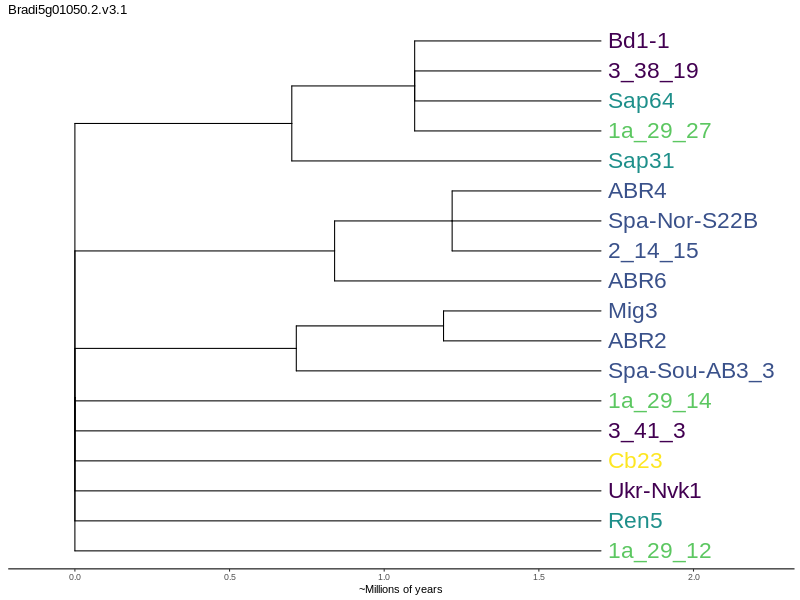 Bradi5g01050.2.v3.1
Bd1-1
3_38_19
Sap64
1a_29_27
Sap31
ABR4
Spa-Nor-S22B
2_14_15
ABR6
Mig3
ABR2
Spa-Sou-AB3_3
1a_29_14
3_41_3
Cb23
Ukr-Nvk1
Ren5
1a_29_12
0.0 0.5 1.0 1.5 2.0
~Millions of years